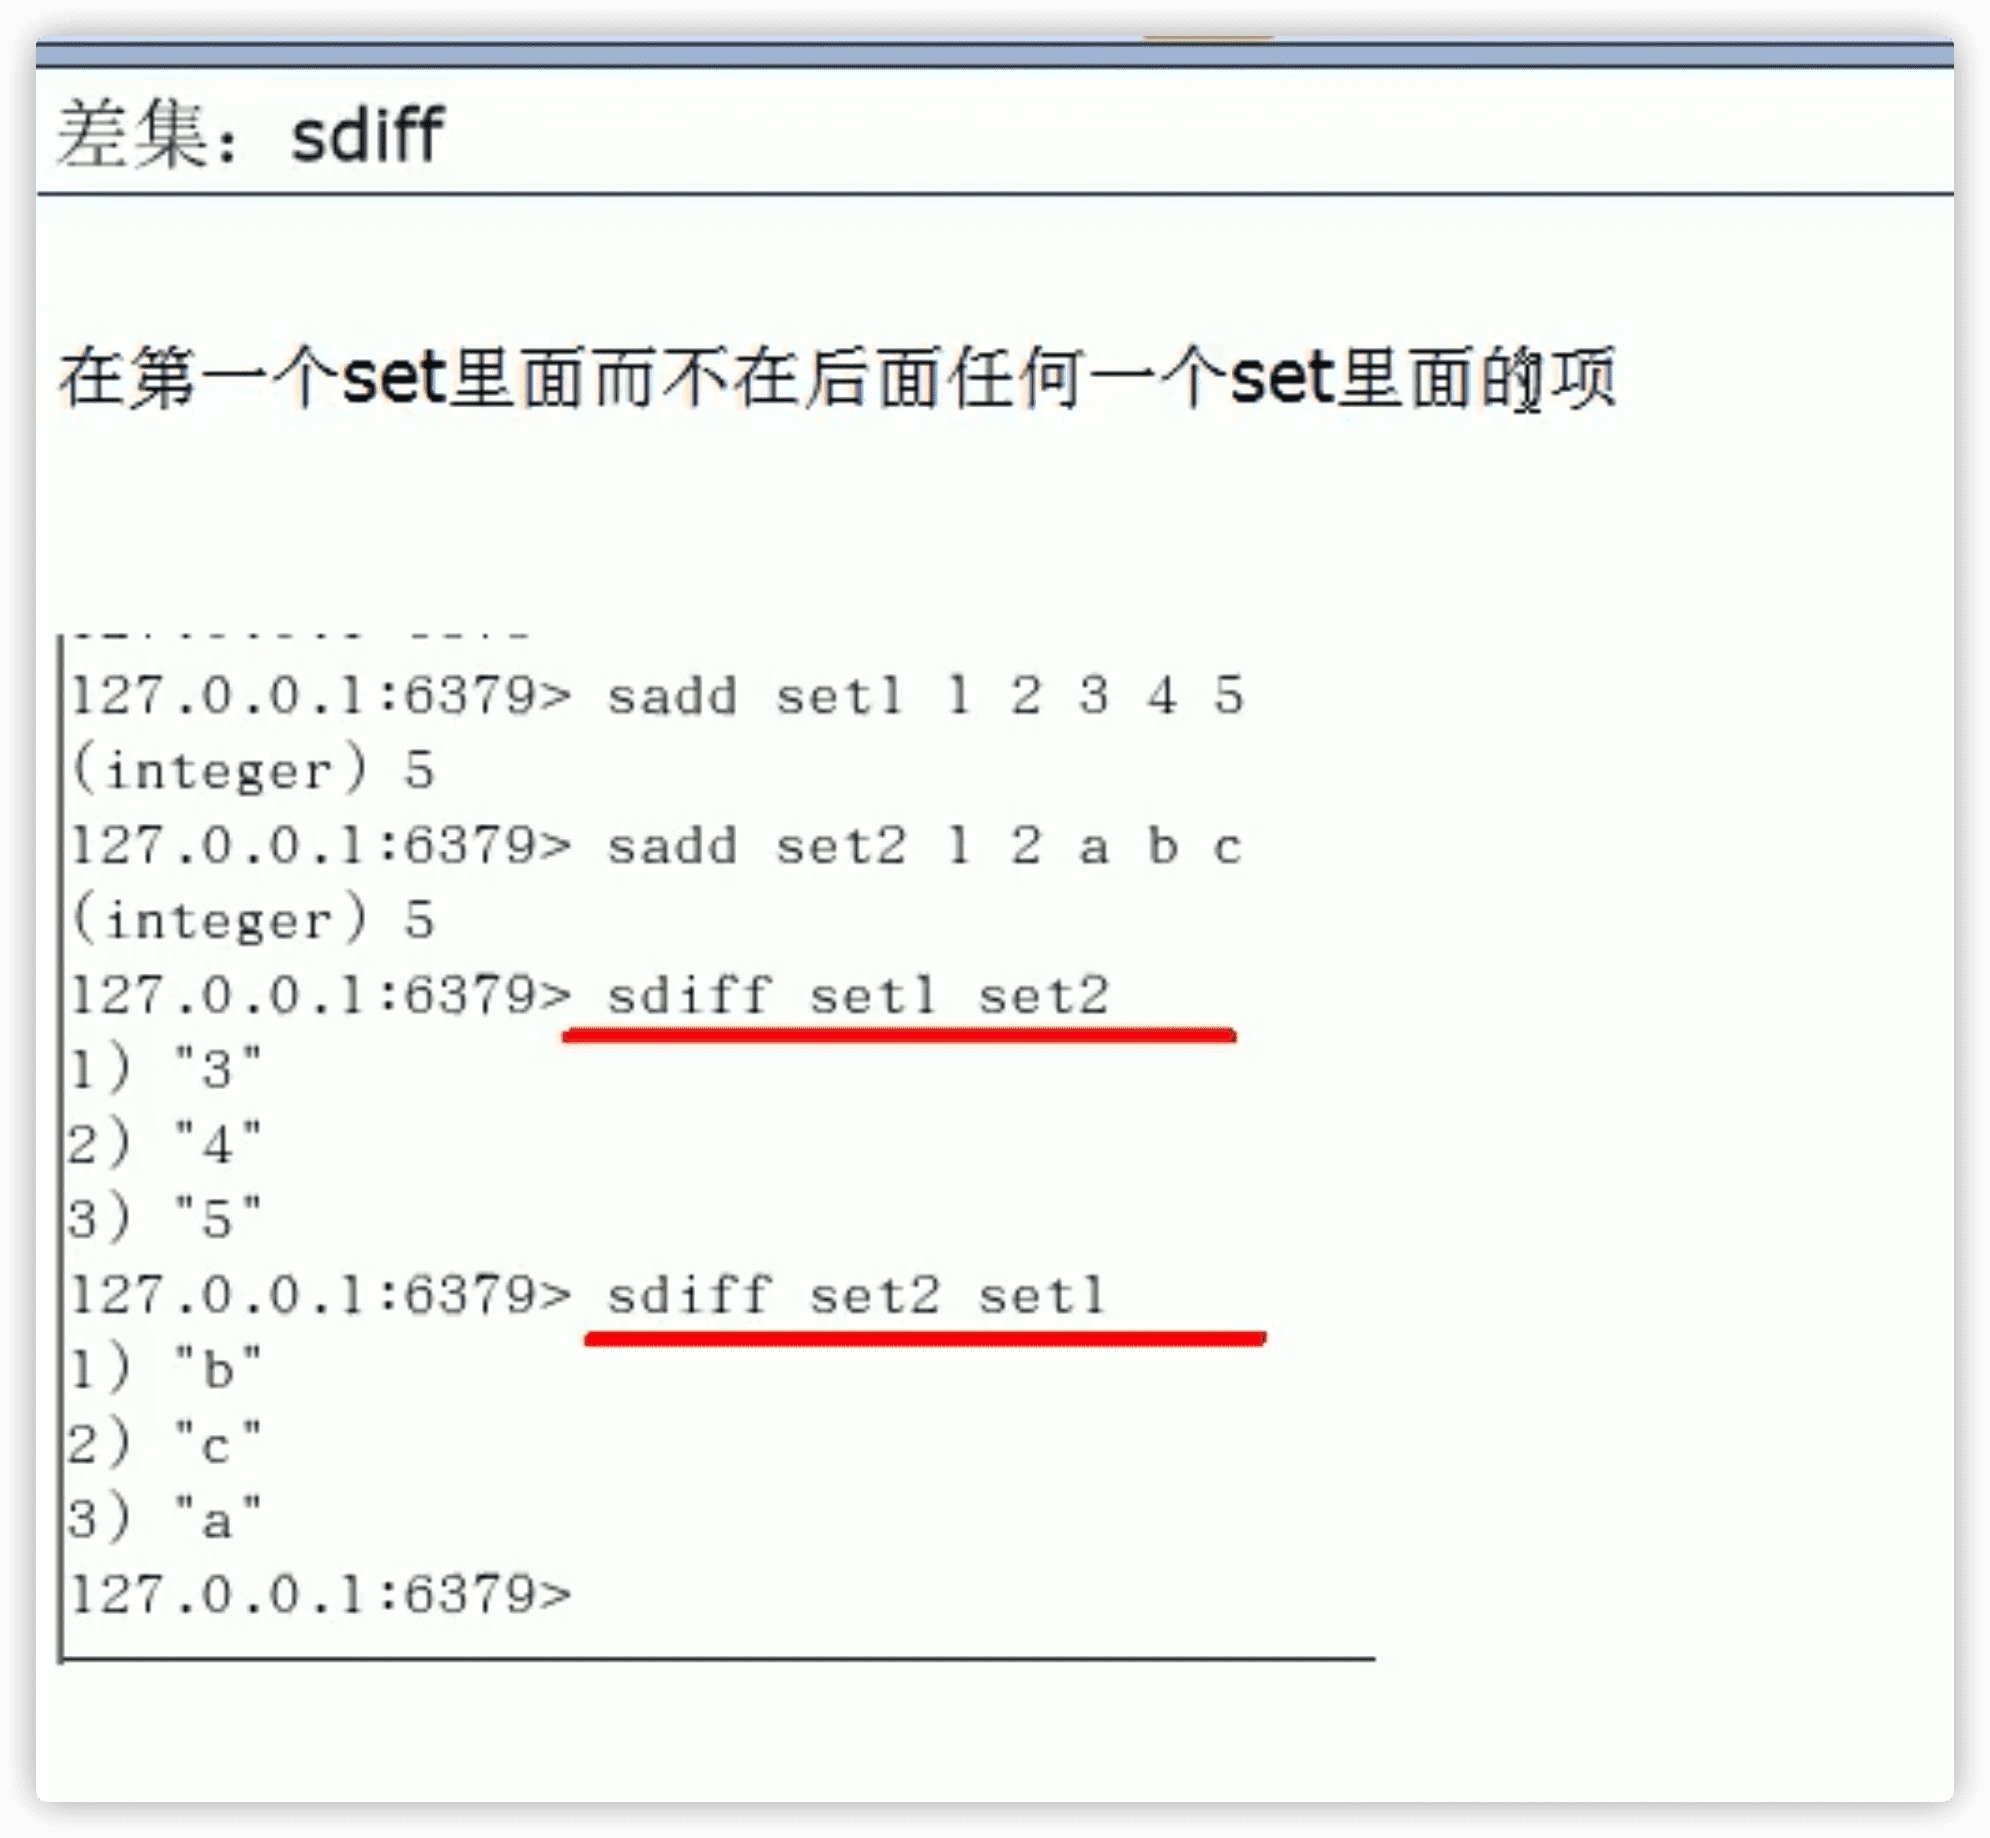 差集：sdiff
在第一个set里面而不在后面任何一个set里面的项
127.0.0.1:6379> sadd set1 1 2 3 4 5
(integer) 5
127.0.0.1:6379> sadd set2 1 2 a b c
(integer) 5
127.0.0.1:6379> sdiff set1 set2
1) "3"
2) "4"
3) "5"
127.0.0.1:6379> sdiff set2 set1
1) "b"
2) "c"
3) "a"
127.0.0.1:6379>